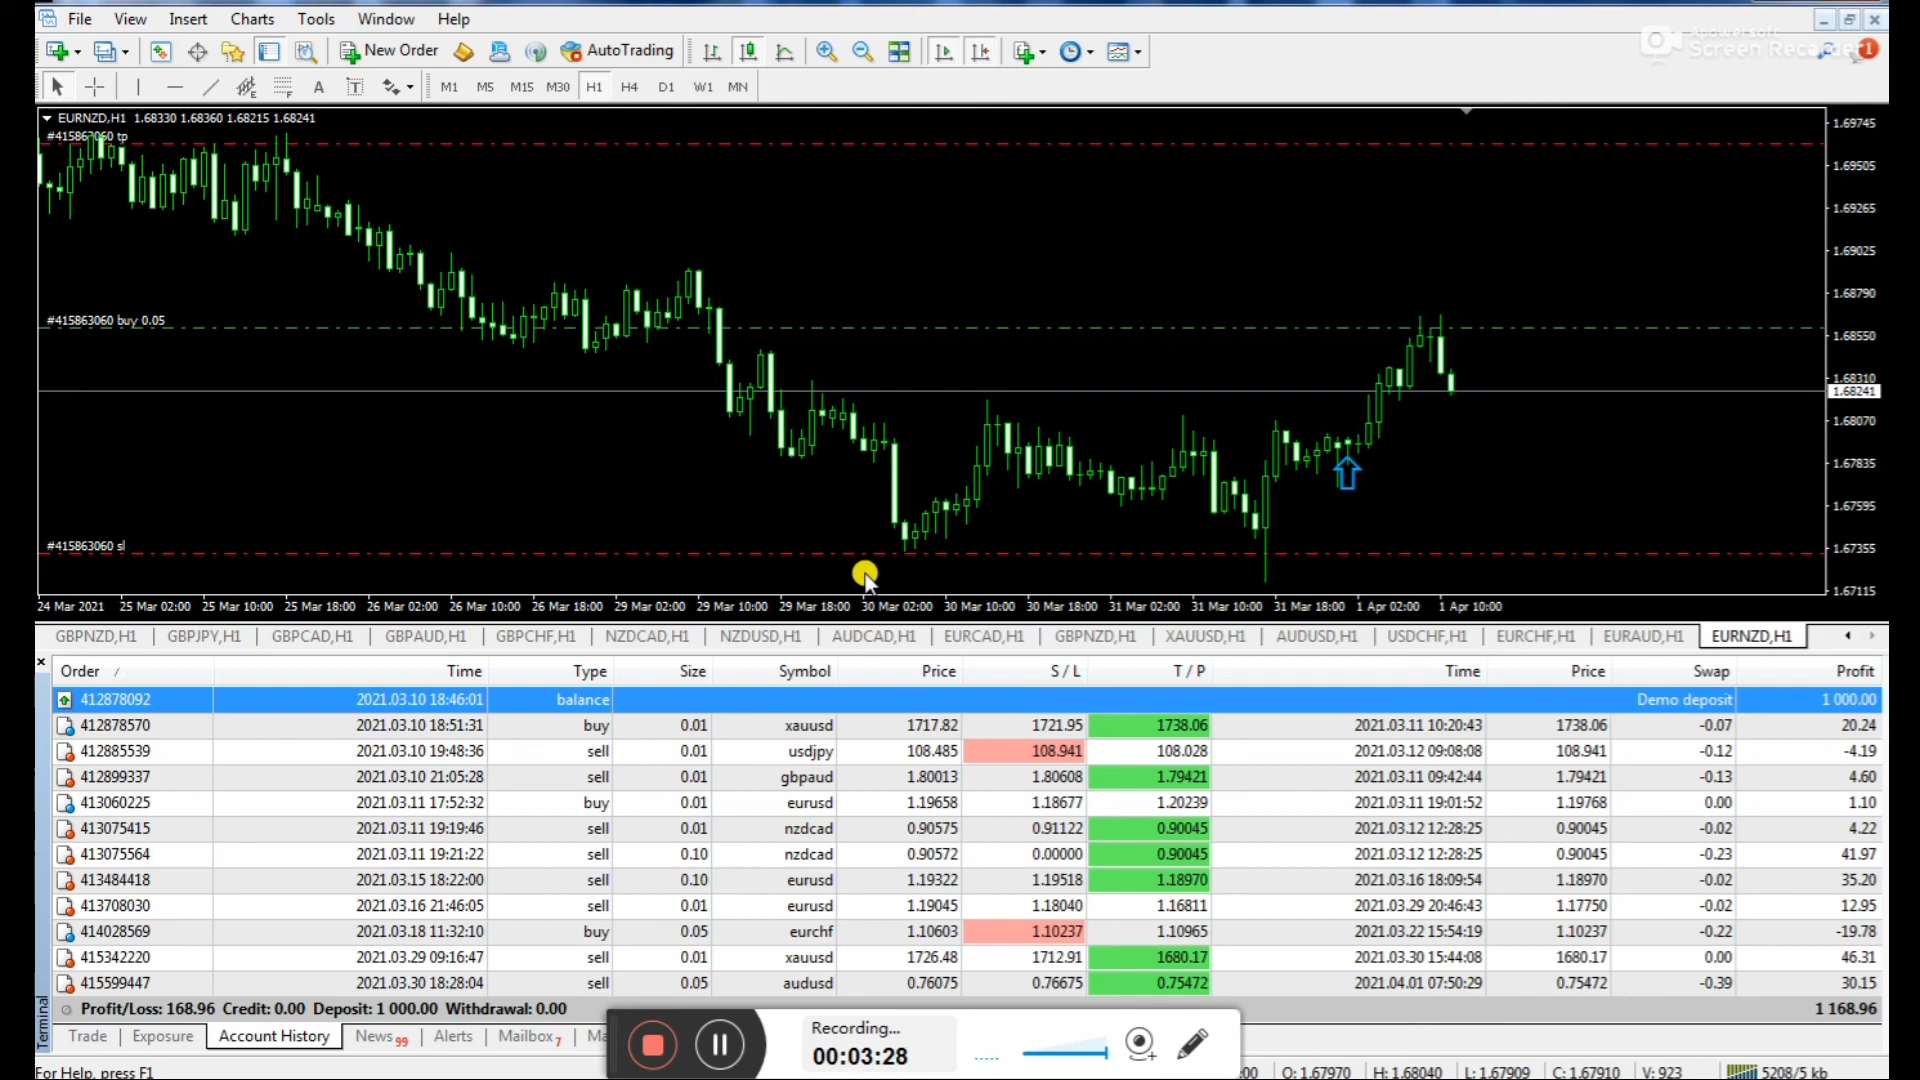 File View Insert Charts Tools Window Help
New Order AutoTrading
1
E F A T M1 M5 M15 M30 H1 H4 D1 W1 MN
EURNZD,H1 1.68330 1.68360 1.68215 1.68241
#415863060 tp
#415863060 buy 0.05
#415863060 sl
1.69745
1.69505
1.69265
1.69025
1.68790
1.68550
1.68310
1.68241
1.68070
1.67835
1.67595
1.67355
1.67115
24 Mar 2021 25 Mar 02:00 25 Mar 10:00 25 Mar 18:00 26 Mar 02:00 26 Mar 10:00 26 Mar 18:00 29 Mar 02:00 29 Mar 10:00 29 Mar 18:00 30 Mar 02:00 30 Mar 10:00 30 Mar 18:00 31 Mar 02:00 31 Mar 10:00 31 Mar 18:00 1 Apr 02:00 1 Apr 10:00
GBPNZD,H1 GBPJPY,H1 GBPCAD,H1 GBPAUD,H1 GBPCHF,H1 NZDCAD,H1 NZDUSD,H1 AUDCAD,H1 EURCAD,H1 GBPNZD,H1 XAUUSD,H1 AUDUSD,H1 USDCHF,H1 EURCHF,H1 EURAUD,H1 EURNZD,H1
Order / Time Type Size Symbol Price S / L T / P Time Price Swap Profit
412878092 2021.03.10 18:46:01 balance Demo deposit 1 000.00
412878570 2021.03.10 18:51:31 buy 0.01 xauusd 1717.82 1721.95 1738.06 2021.03.11 10:20:43 1738.06 -0.07 20.24
412885539 2021.03.10 19:48:36 sell 0.01 usdjpy 108.485 108.941 108.028 2021.03.12 09:08:08 108.941 -0.12 -4.19
412899337 2021.03.10 21:05:28 sell 0.01 gbpaud 1.80013 1.80608 1.79421 2021.03.11 09:42:44 1.79421 -0.13 4.60
413060225 2021.03.11 17:52:32 buy 0.01 eurusd 1.19658 1.18677 1.20239 2021.03.11 19:01:52 1.19768 0.00 1.10
413075415 2021.03.11 19:19:46 sell 0.01 nzdcad 0.90575 0.91122 0.90045 2021.03.12 12:28:25 0.90045 -0.02 4.22
413075564 2021.03.11 19:21:22 sell 0.10 nzdcad 0.90572 0.00000 0.90045 2021.03.12 12:28:25 0.90045 -0.23 41.97
413484418 2021.03.15 18:22:00 sell 0.10 eurusd 1.19322 1.19518 1.18970 2021.03.16 18:09:54 1.18970 -0.02 35.20
413708030 2021.03.16 21:46:05 sell 0.01 eurusd 1.19045 1.18040 1.16811 2021.03.29 20:46:43 1.17750 -0.02 12.95
414028569 2021.03.18 11:32:10 buy 0.05 eurchf 1.10603 1.10237 1.10965 2021.03.22 15:54:19 1.10237 -0.22 -19.78
415342220 2021.03.29 09:16:47 sell 0.01 xauusd 1726.48 1712.91 1680.17 2021.03.30 15:44:08 1680.17 0.00 46.31
415599447 2021.03.30 18:28:04 sell 0.05 audusd 0.76075 0.76675 0.75472 2021.04.01 07:50:29 0.75472 -0.39 30.15
Profit/Loss: 168.96 Credit: 0.00 Deposit: 1 000.00 Withdrawal: 0.00 1 168.96
Terminal
Trade Exposure Account History News 99 Alerts Mailbox 7
Recording...
00:03:28
For Help, press F1 O: 1.67970 H: 1.68040 L: 1.67909 C: 1.67910 V: 923 5208/5 kb